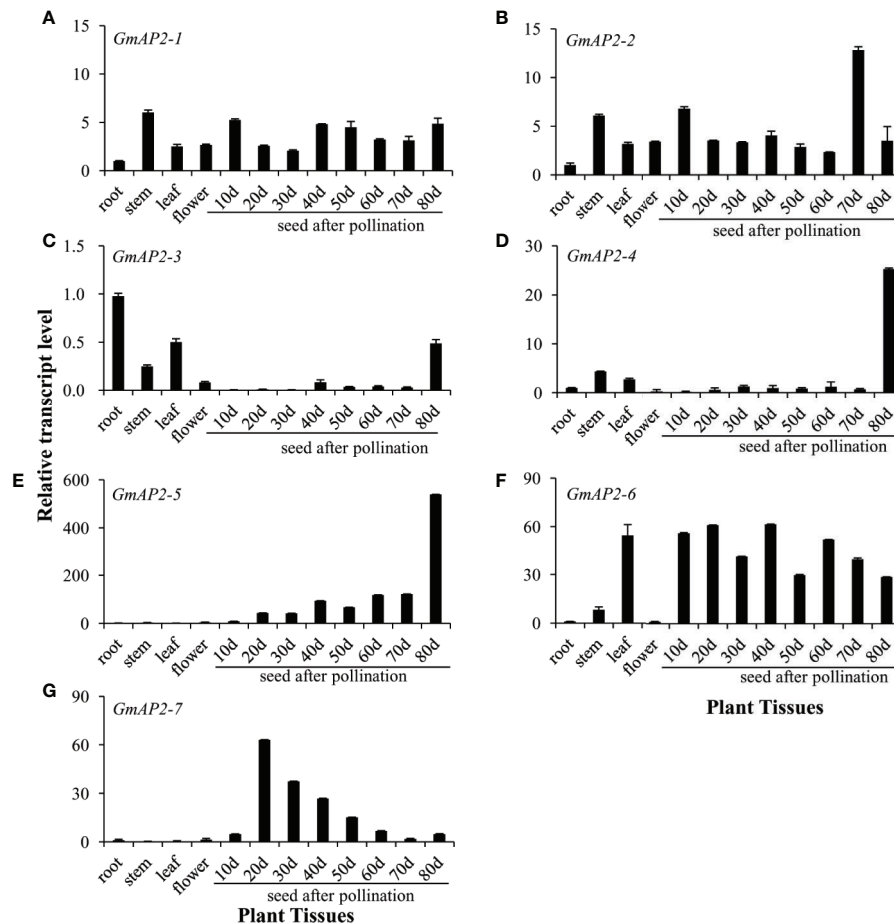 A
GmAP2-1
15
10
5
0
root stem leaf flower 10d 20d 30d 40d 50d 60d 70d 80d
seed after pollination
B
GmAP2-2
15
10
5
0
root stem leaf flower 10d 20d 30d 40d 50d 60d 70d 80d
seed after pollination
C
GmAP2-3
1.5
1.0
0.5
0.0
root stem leaf flower 10d 20d 30d 40d 50d 60d 70d 80d
seed after pollination
D
GmAP2-4
30
20
10
0
root stem leaf flower 10d 20d 30d 40d 50d 60d 70d 80d
seed after pollination
Relative transcript level
E
GmAP2-5
600
400
200
0
root stem leaf flower 10d 20d 30d 40d 50d 60d 70d 80d
seed after pollination
F
GmAP2-6
90
60
30
0
root stem leaf flower 10d 20d 30d 40d 50d 60d 70d 80d
seed after pollination
Plant Tissues
G
GmAP2-7
90
60
30
0
root stem leaf flower 10d 20d 30d 40d 50d 60d 70d 80d
seed after pollination
Plant Tissues